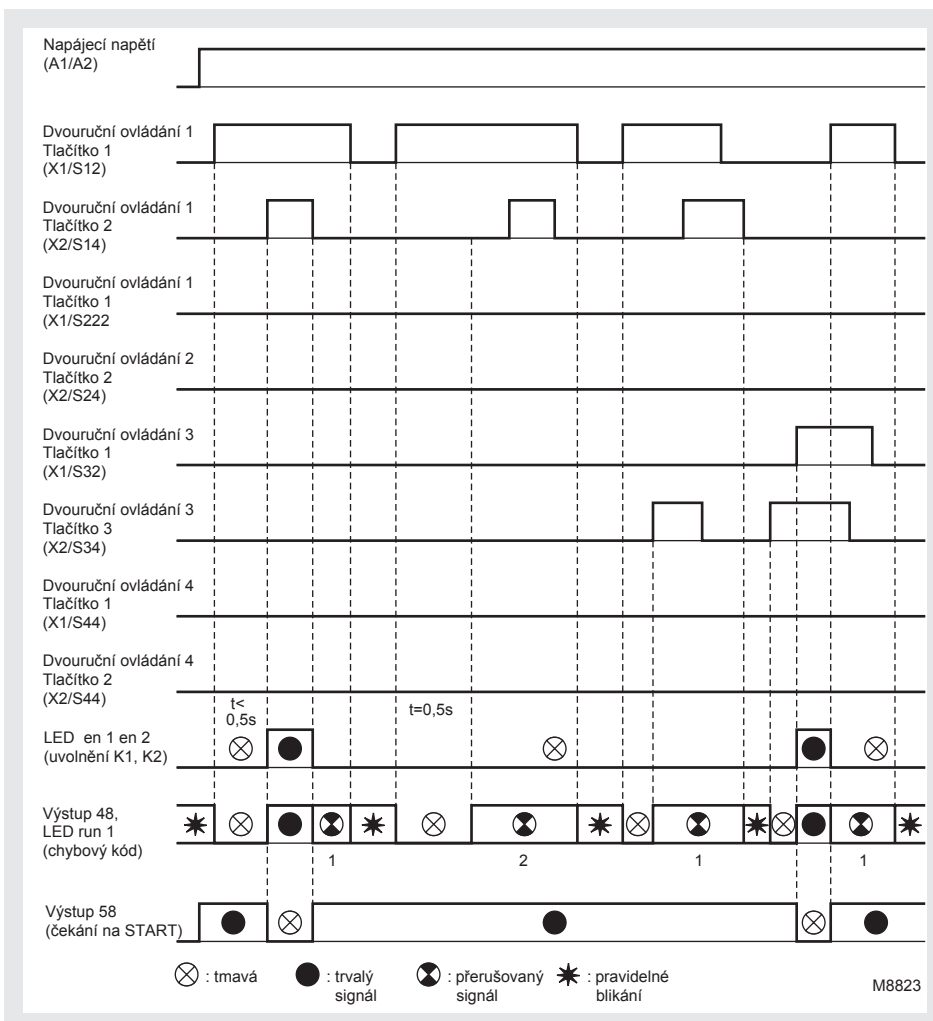 Napájecí napětí
(A1/A2)
Dvouruční ovládání 1
Tlačítko 1
(X1/S12)
Dvouruční ovládání 1
Tlačítko 2
(X2/S14)
Dvouruční ovládání 1
Tlačítko 1
(X1/S222
Dvouruční ovládání 2
Tlačítko 2
(X2/S24)
Dvouruční ovládání 3
Tlačítko 1
(X1/S32)
Dvouruční ovládání 3
Tlačítko 3
(X2/S34)
Dvouruční ovládání 4
Tlačítko 1
(X1/S44)
Dvouruční ovládání 4
Tlačítko 2
(X2/S44)
t<
0,5s
t=0,5s
LED en 1 en 2
(uvolnění K1, K2)
Výstup 48,
LED run 1
(chybový kód)
1
2
1
1
Výstup 58
(čekání na START)
: tmavá
: trvalý
signál
: přerušovaný
signál
: pravidelné
blikání
M8823